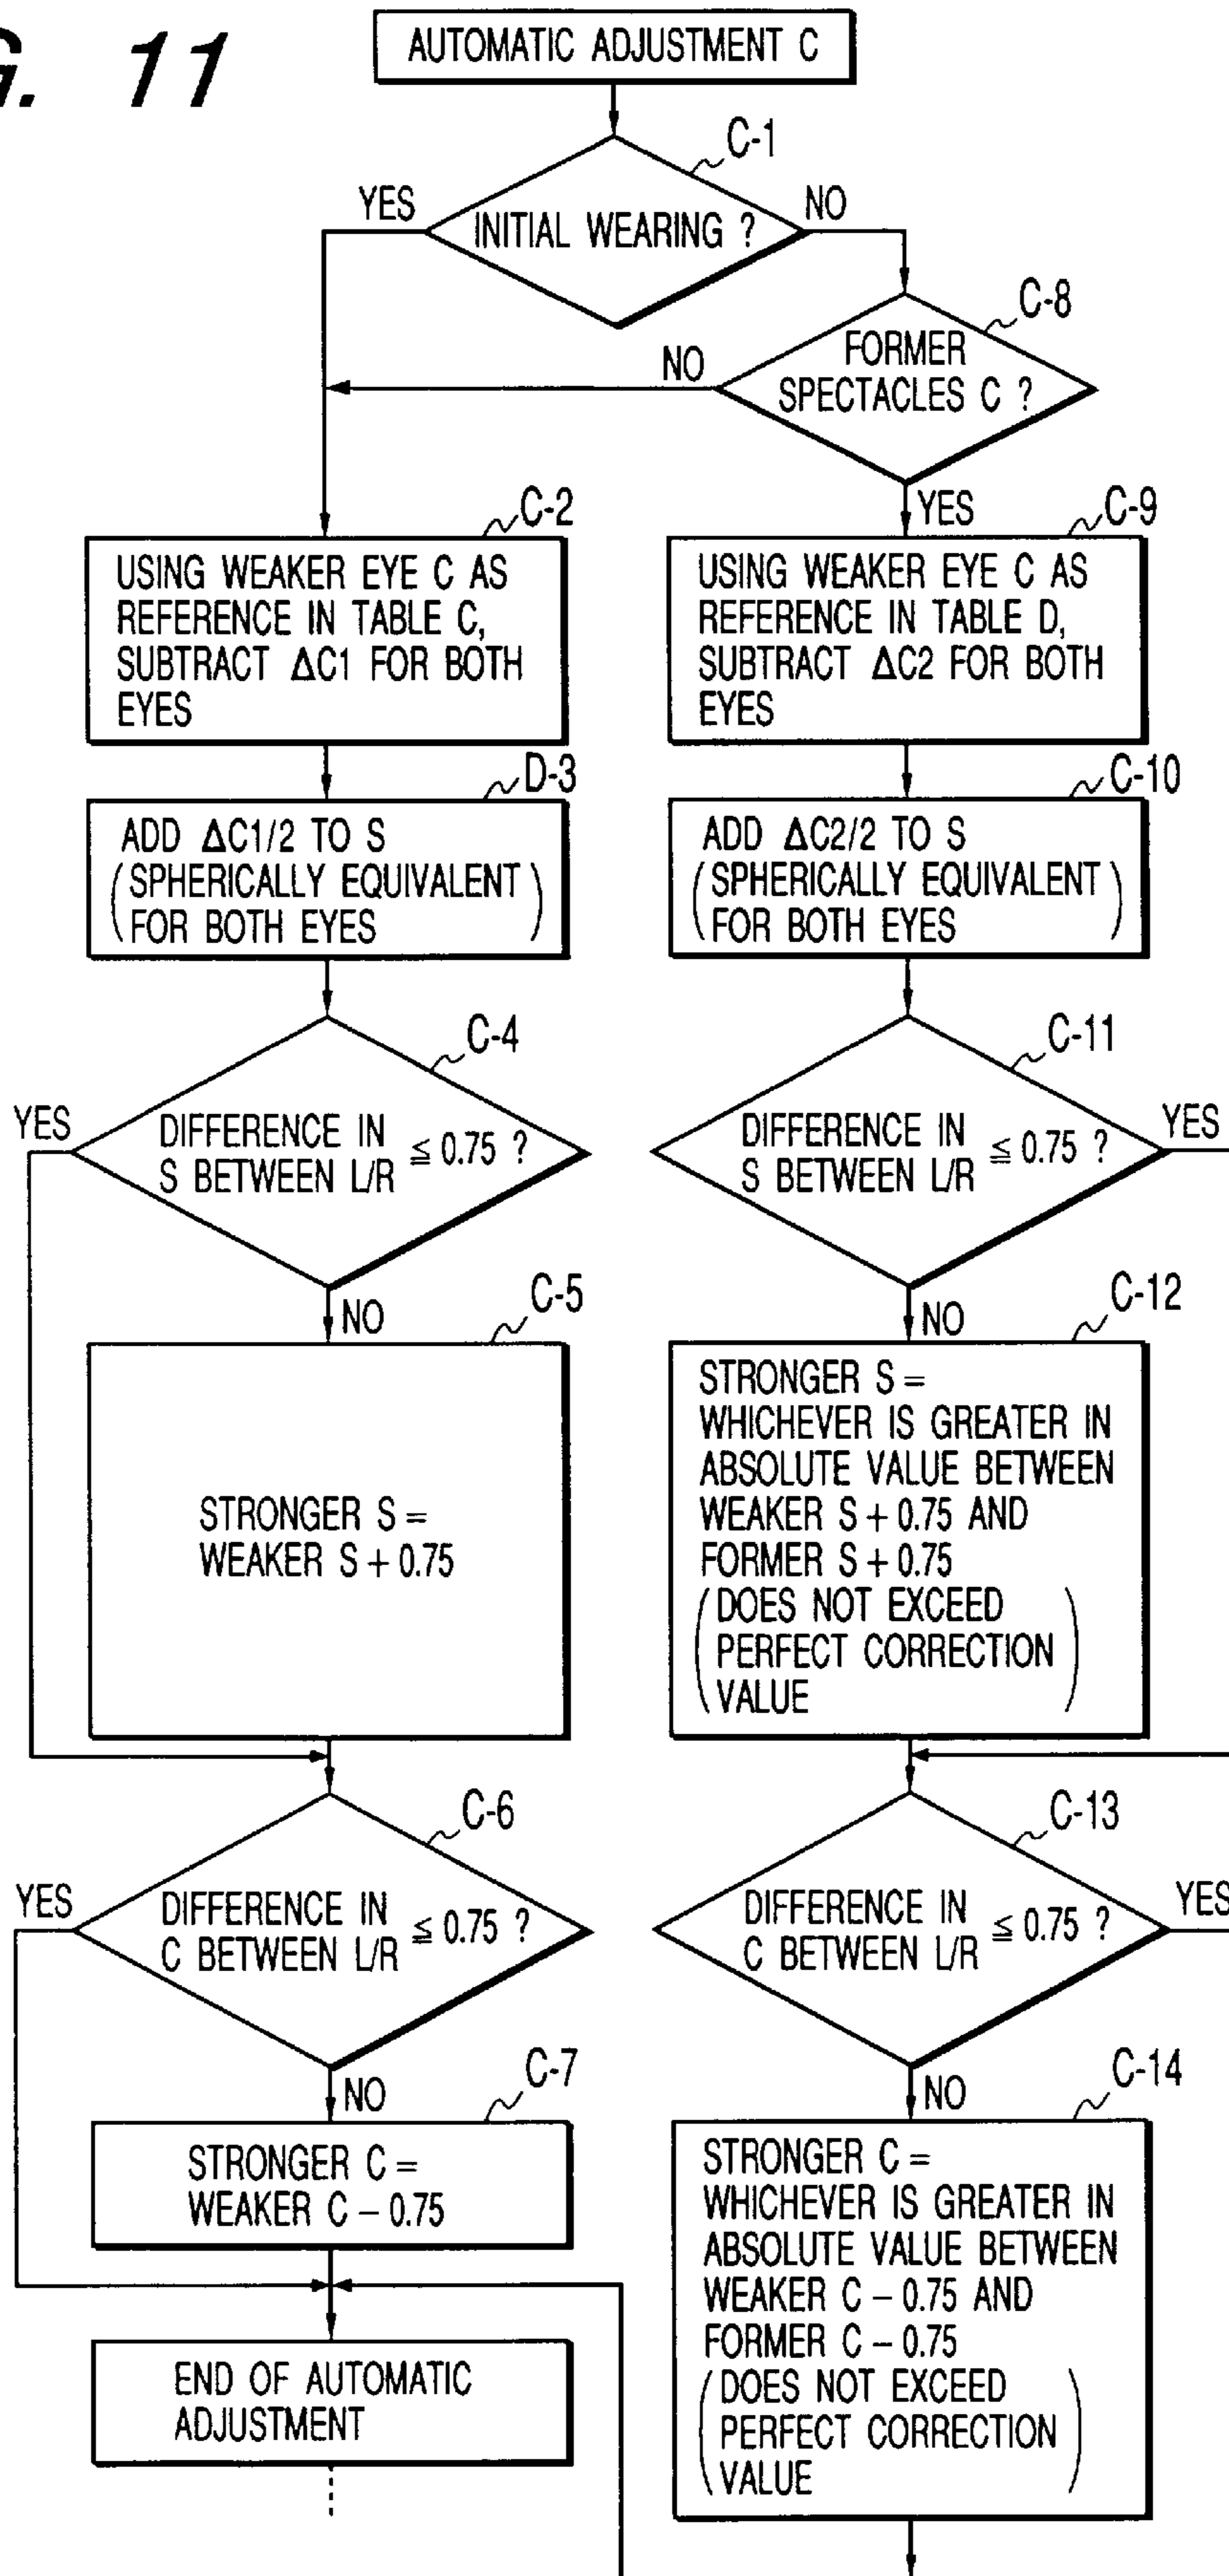 G. 11
AUTOMATIC ADJUSTMENT C
C-1
YES
INITIAL WEARING ?
NO
C-8
NO
FORMER
SPECTACLES C ?
YES
C-2
USING WEAKER EYE C AS
REFERENCE IN TABLE C,
SUBTRACT ΔC1 FOR BOTH
EYES
C-9
USING WEAKER EYE C AS
REFERENCE IN TABLE D,
SUBTRACT ΔC2 FOR BOTH
EYES
D-3
ADD ΔC1/2 TO S
(SPHERICALLY EQUIVALENT
FOR BOTH EYES)
C-10
ADD ΔC2/2 TO S
(SPHERICALLY EQUIVALENT
FOR BOTH EYES)
C-4
YES
DIFFERENCE IN
S BETWEEN L/R ≦ 0.75 ?
NO
C-11
DIFFERENCE IN
S BETWEEN L/R ≦ 0.75 ?
YES
NO
C-5
STRONGER S =
WEAKER S + 0.75
C-12
STRONGER S =
WHICHEVER IS GREATER IN
ABSOLUTE VALUE BETWEEN
WEAKER S + 0.75 AND
FORMER S + 0.75
(DOES NOT EXCEED
PERFECT CORRECTION
VALUE)
C-6
YES
DIFFERENCE IN
C BETWEEN L/R ≦ 0.75 ?
NO
C-13
DIFFERENCE IN
C BETWEEN L/R ≦ 0.75 ?
YES
NO
C-7
STRONGER C =
WEAKER C – 0.75
C-14
STRONGER C =
WHICHEVER IS GREATER IN
ABSOLUTE VALUE BETWEEN
WEAKER C – 0.75 AND
FORMER C – 0.75
(DOES NOT EXCEED
PERFECT CORRECTION
VALUE)
END OF AUTOMATIC
ADJUSTMENT